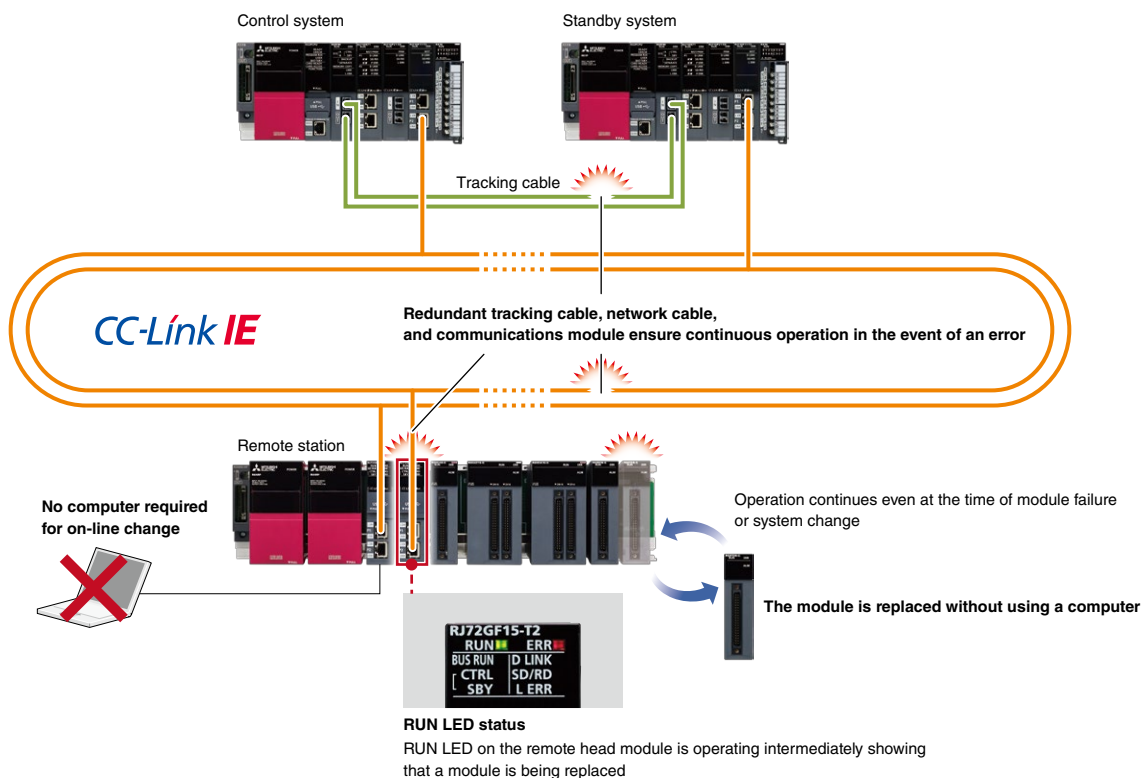 Control system
Standby system
Tracking cable
CC-Link IE
Redundant tracking cable, network cable,
and communications module ensure continuous operation in the event of an error
Remote station
No computer required
for on-line change
Operation continues even at the time of module failure
or system change
The module is replaced without using a computer
RJ72GF15-T2
RUN ERR
BUS RUN D LINK
CTRL SD/RD
SBY L ERR
RUN LED status
RUN LED on the remote head module is operating intermediately showing
that a module is being replaced